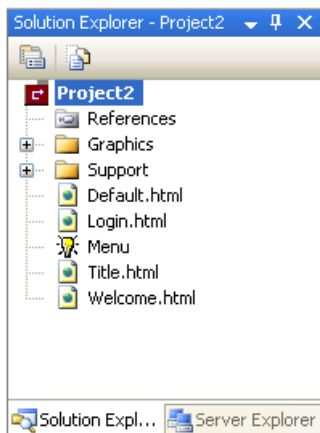 Solution Explorer - Project2
Project2
References
Graphics
Support
Default.html
Login.html
Menu
Title.html
Welcome.html
Solution Expl... Server Explorer